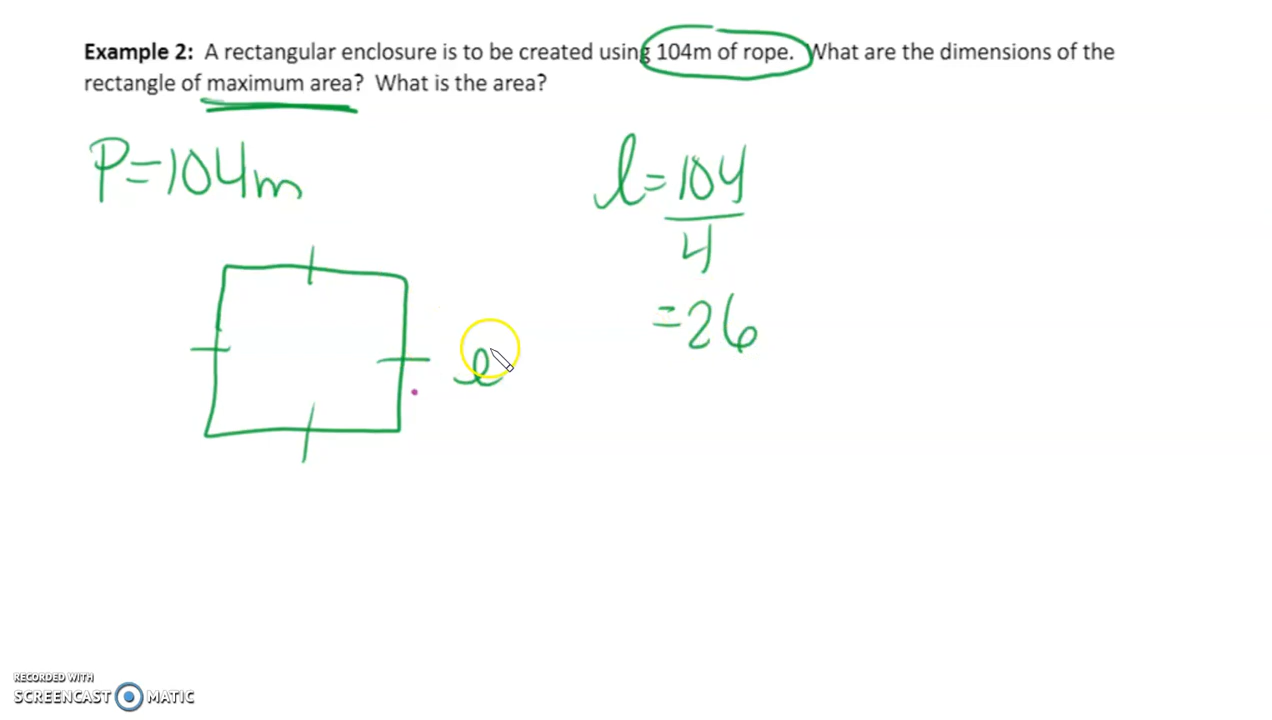 Example 2: A rectangular enclosure is to be created using 104m of rope. What are the dimensions of the
rectangle of maximum area? What is the area?
P=104m
l=104
4
=26
l
RECORDED WITH
SCREENCAST MATIC